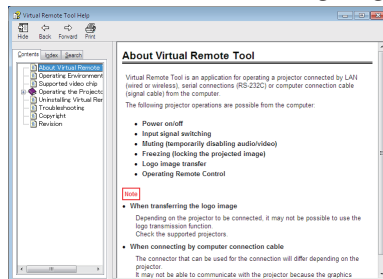 Virtual Remote Tool Help
Hide Back Forward Print
Contents Index Search
About Virtual Remote
Operating Environment
Supported video chip
Operating the Projecto
Uninstalling Virtual Rer
Troubleshooting
Copyright
Revision
About Virtual Remote Tool
Virtual Remote Tool is an application for operating a projector connected by LAN
(wired or wireless), serial connections (RS-232C) or computer connection cable
(signal cable) from the computer.
The following projector operations are possible from the computer:
• Power on/off
• Input signal switching
• Muting (temporarily disabling audio/video)
• Freezing (locking the projected image)
• Logo image transfer
• Operating Remote Control
Note
• When transferring the logo image
Depending on the projector to be connected, it may not be possible to use the
logo transmission function.
Check the supported projectors.
• When connecting by computer connection cable
The connector that can be used for the connection will differ depending on the
projector.
It may not be able to communicate with the projector because the graphics